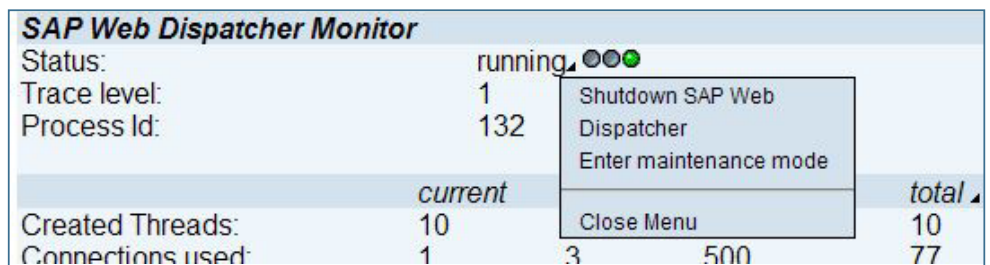 SAP Web Dispatcher Monitor
Status: running
Trace level: 1
Process Id: 132
Shutdown SAP Web
Dispatcher
Enter maintenance mode
Close Menu
current total
Created Threads: 10 10
Connections used: 1 3 500 77